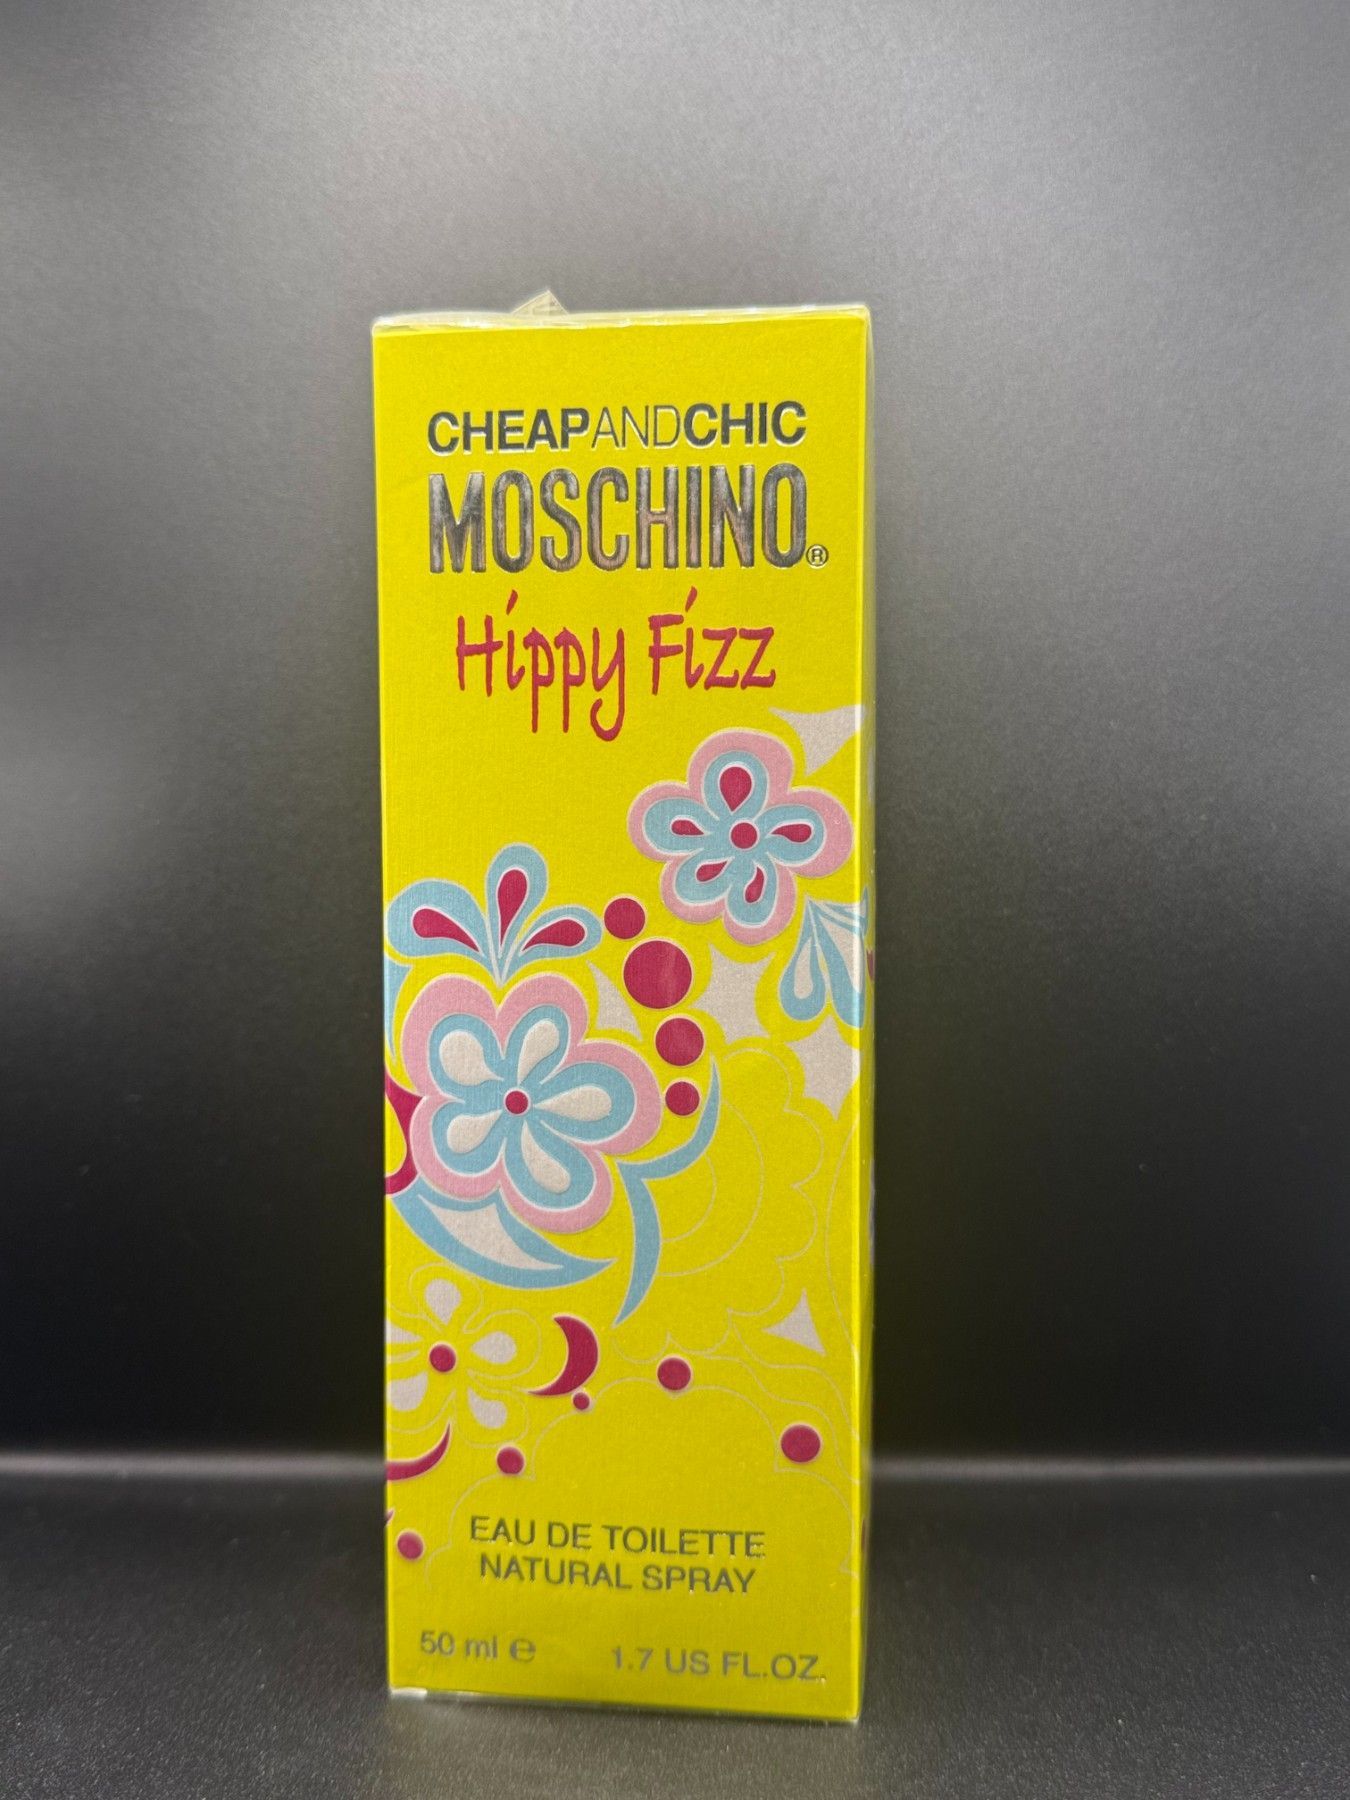 CHEAPANDCHIC
MOSCHINO®
Hippy Fizz
EAU DE TOILETTE
NATURAL SPRAY
50 ml ℮ 1.7 US FL.OZ.